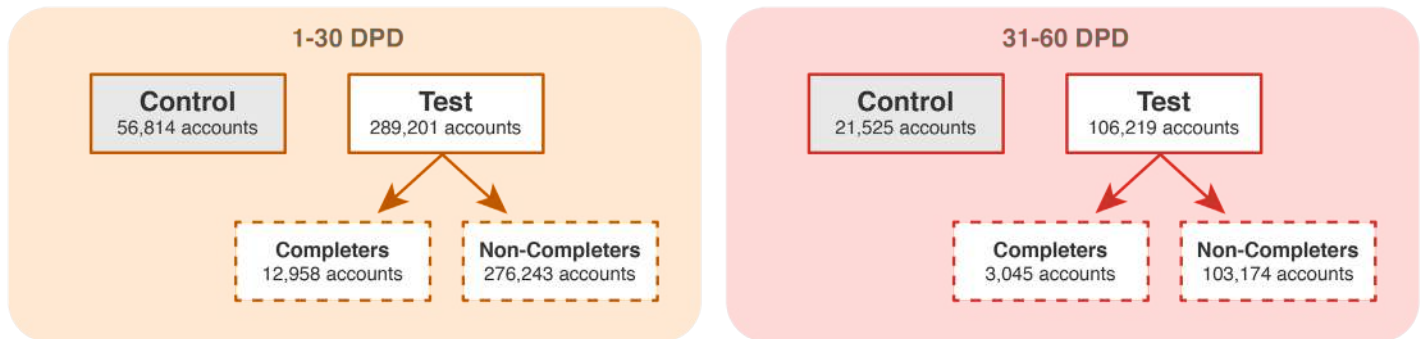 1-30 DPD
Control
56,814 accounts
Test
289,201 accounts
Completers
12,958 accounts
Non-Completers
276,243 accounts
31-60 DPD
Control
21,525 accounts
Test
106,219 accounts
Completers
3,045 accounts
Non-Completers
103,174 accounts